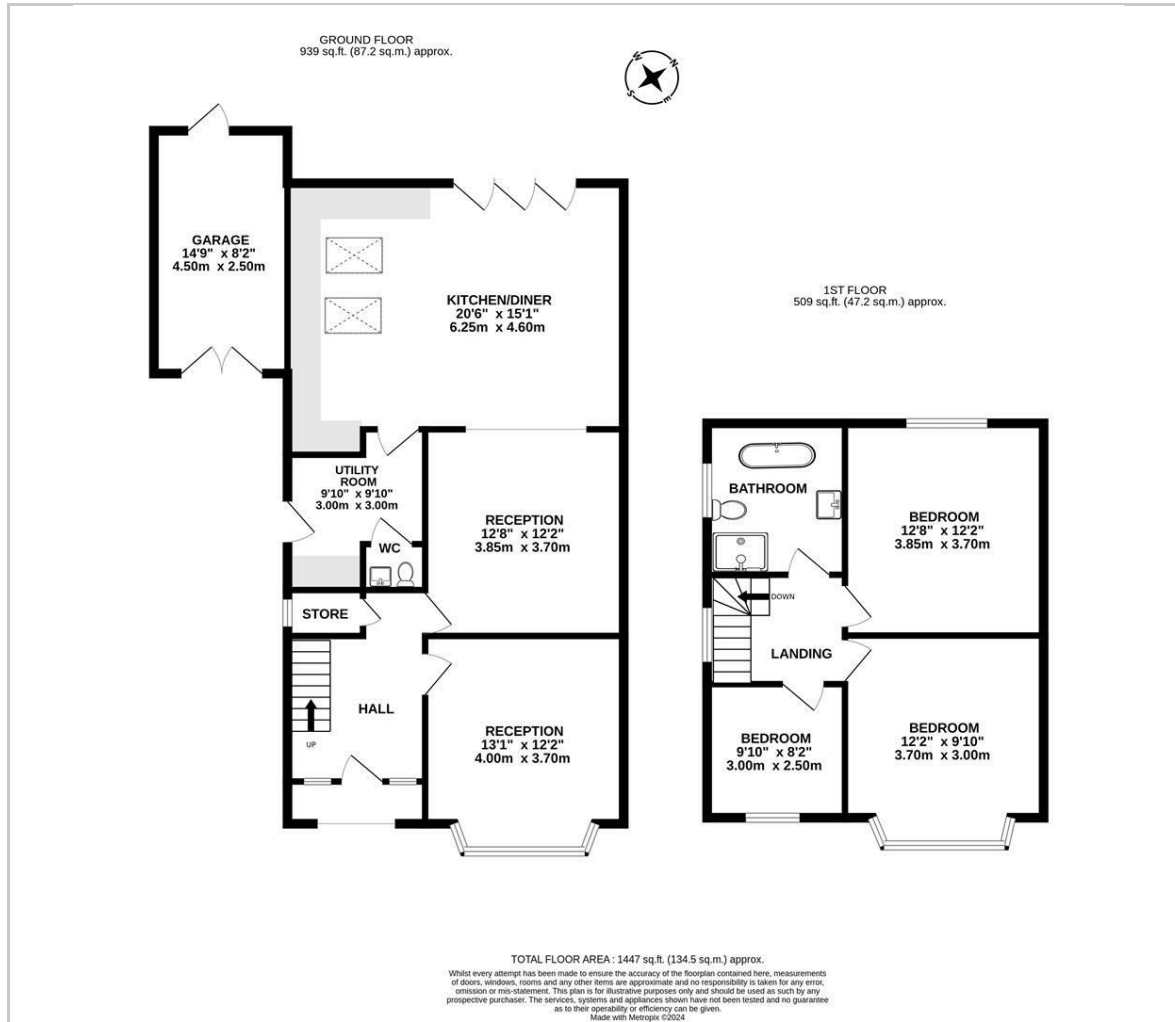 GROUND FLOOR
939 sq.ft. (87.2 sq.m.) approx.
W
N
S
E
GARAGE
14'9" x 8'2"
4.50m x 2.50m
KITCHEN/DINER
20'6" x 15'1"
6.25m x 4.60m
UTILITY
ROOM
9'10" x 9'10"
3.00m x 3.00m
WC
RECEPTION
12'8" x 12'2"
3.85m x 3.70m
STORE
HALL
UP
RECEPTION
13'1" x 12'2"
4.00m x 3.70m
1ST FLOOR
509 sq.ft. (47.2 sq.m.) approx.
BATHROOM
BEDROOM
12'8" x 12'2"
3.85m x 3.70m
DOWN
LANDING
BEDROOM
9'10" x 8'2"
3.00m x 2.50m
BEDROOM
12'2" x 9'10"
3.70m x 3.00m
TOTAL FLOOR AREA : 1447 sq.ft. (134.5 sq.m.) approx.
Whilst every attempt has been made to ensure the accuracy of the floorplan contained here, measurements
of doors, windows, rooms and any other items are approximate and no responsibility is taken for any error,
omission or mis-statement. This plan is for illustrative purposes only and should be used as such by any
prospective purchaser. The services, systems and appliances shown have not been tested and no guarantee
as to their operability or efficiency can be given.
Made with Metropix ©2024